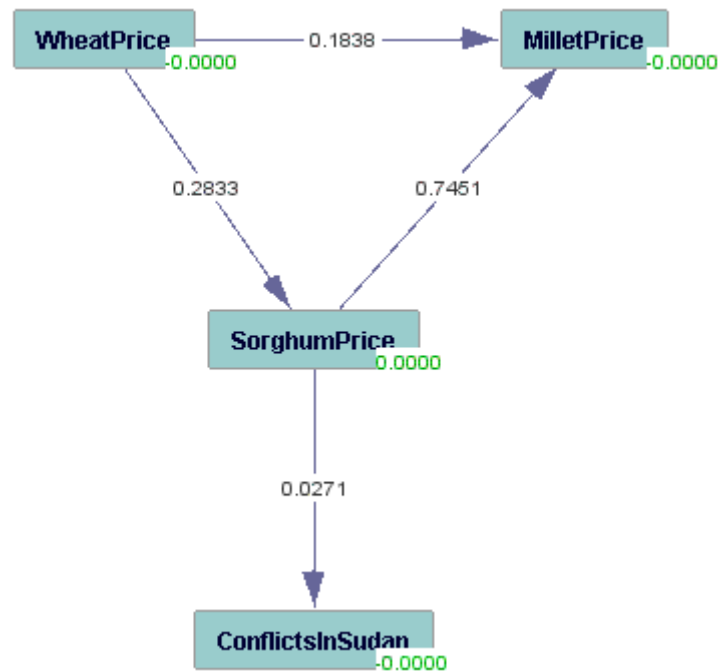 WheatPrice
-0.0000
0.1838
MilletPrice
-0.0000
0.2833
0.7451
SorghumPrice
0.0000
0.0271
ConflictsInSudan
-0.0000